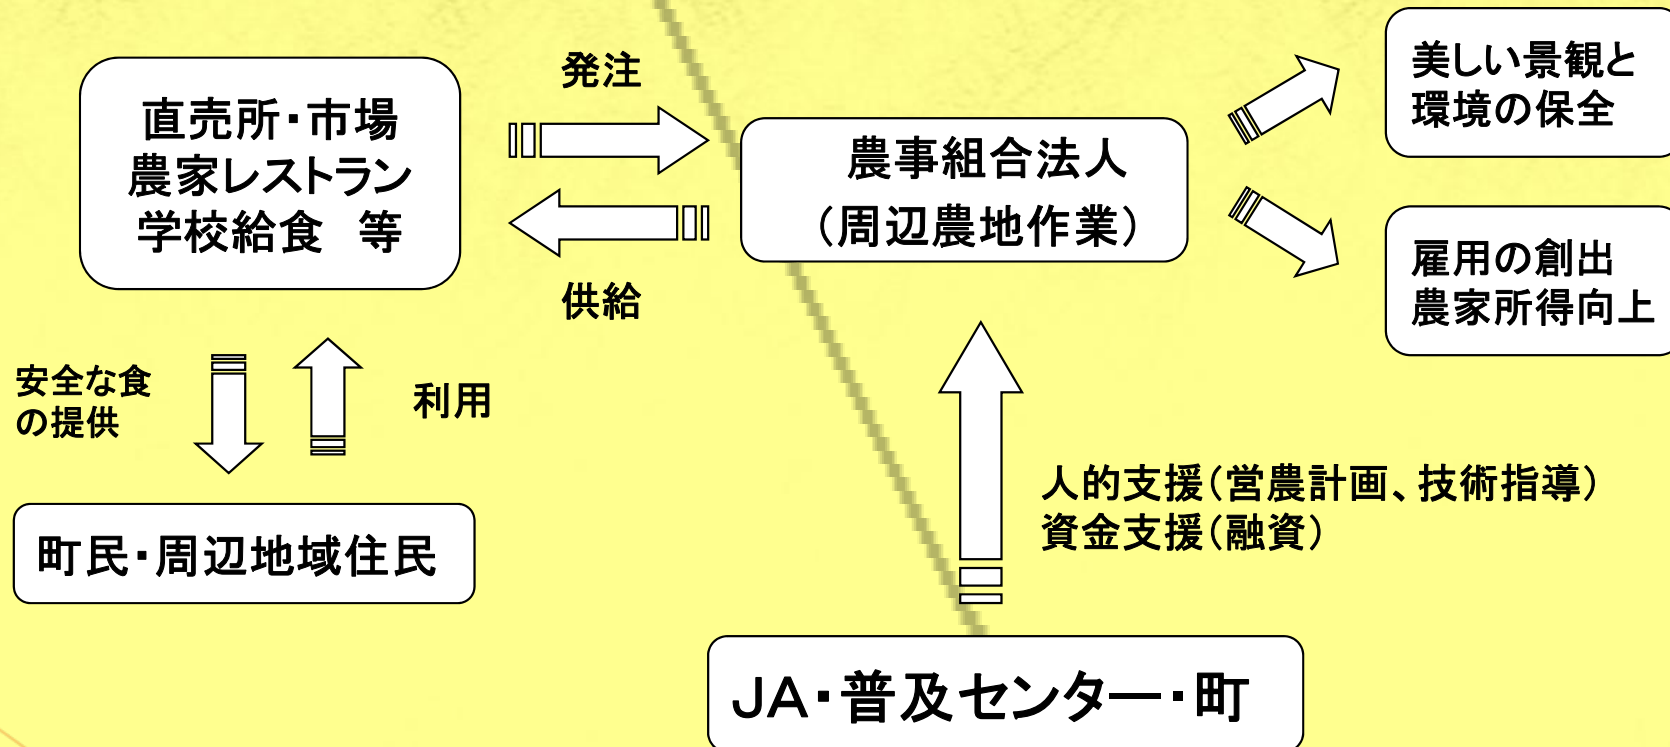 発注
直売所・市場
農家レストラン
学校給食　等
農事組合法人
（周辺農地作業）
美しい景観と
環境の保全
雇用の創出
農家所得向上
供給
安全な食
の提供
利用
町民・周辺地域住民
人的支援（営農計画、技術指導）
資金支援（融資）
ＪＡ・普及センター・町